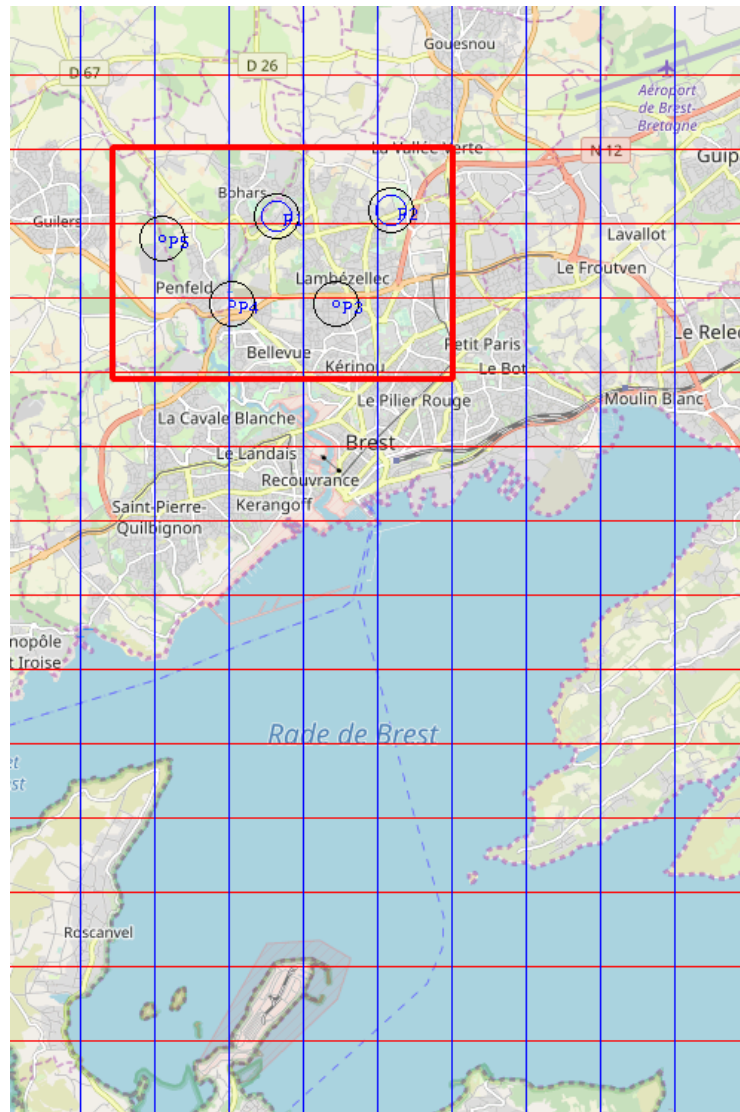 Gouesnou
D 67
D 26
Aéroport
de Brest-
Bretagne
La Vallée Verte
N 12
Guip
Bohars
P1
P2
Guilers
P5
Lavallot
Le Froutven
Lambézellec
Penfeld
P4
P3
Petit Paris
Le Relec
Bellevue
Kérinou
Le Bot
Moulin Blanc
Le Pilier Rouge
La Cavale Blanche
Brest
Le Landais
Recouvrance
Saint-Pierre-
Quilbignon
Kerangoff
nopôle
t Iroise
Rade de Brest
et
st
Roscanvel